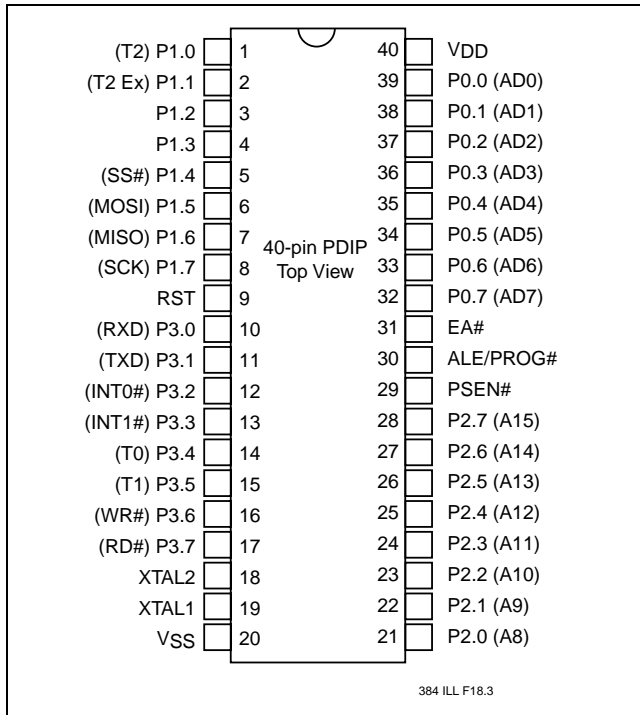 (T2) P1.0 1 40 VDD
(T2 Ex) P1.1 2 39 P0.0 (AD0)
P1.2 3 38 P0.1 (AD1)
P1.3 4 37 P0.2 (AD2)
(SS#) P1.4 5 36 P0.3 (AD3)
(MOSI) P1.5 6 35 P0.4 (AD4)
(MISO) P1.6 7 34 P0.5 (AD5)
40-pin PDIP
(SCK) P1.7 8 33 P0.6 (AD6)
Top View
RST 9 32 P0.7 (AD7)
(RXD) P3.0 10 31 EA#
(TXD) P3.1 11 30 ALE/PROG#
(INT0#) P3.2 12 29 PSEN#
(INT1#) P3.3 13 28 P2.7 (A15)
(T0) P3.4 14 27 P2.6 (A14)
(T1) P3.5 15 26 P2.5 (A13)
(WR#) P3.6 16 25 P2.4 (A12)
(RD#) P3.7 17 24 P2.3 (A11)
XTAL2 18 23 P2.2 (A10)
XTAL1 19 22 P2.1 (A9)
VSS 20 21 P2.0 (A8)
384 ILL F18.3